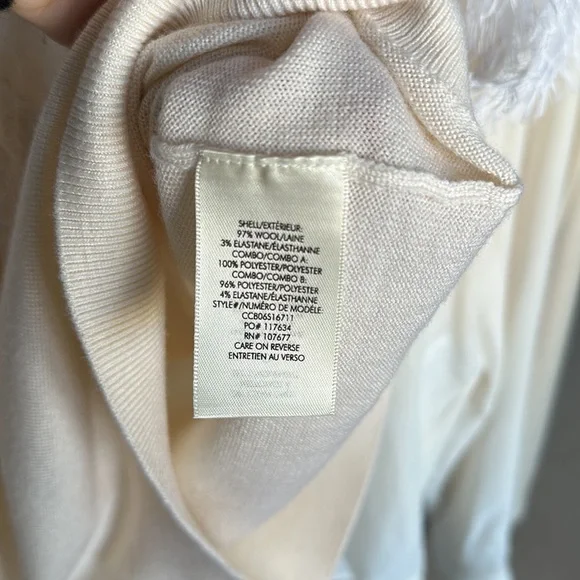 SHELL/EXTÉRIEUR:
97% WOOL/LAINE
3% ELASTANE/ÉLASTHANNE
COMBO/COMBO A:
100% POLYESTER/POLYESTER
COMBO/COMBO B:
96% POLYESTER/POLYESTER
4% ELASTANE/ÉLASTHANNE
STYLE#/NUMÉRO DE MODÈLE:
CCB06S16711
PO# 117634
RN# 107677
CARE ON REVERSE
ENTRETIEN AU VERSO